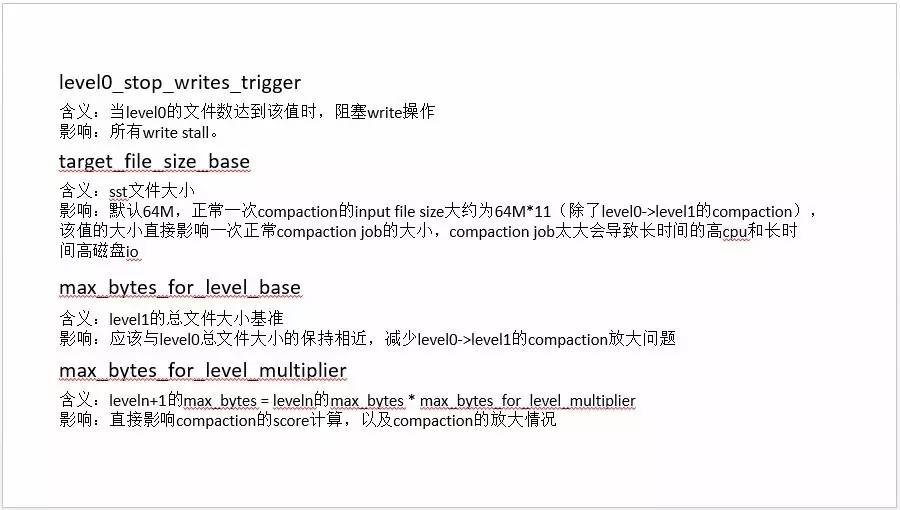 level0_stop_writes_trigger
含义：当level0的文件数达到该值时，阻塞write操作
影响：所有write stall。
target_file_size_base
含义：sst文件大小
影响：默认64M，正常一次compaction的input file size大约为64M*11（除了level0->level1的compaction），
该值的大小直接影响一次正常compaction job的大小，compaction job太大会导致长时间的高cpu和长时
间高磁盘io
max_bytes_for_level_base
含义：level1的总文件大小基准
影响：应该与level0总文件大小的保持相近，减少level0->level1的compaction放大问题
max_bytes_for_level_multiplier
含义：leveln+1的max_bytes = leveln的max_bytes * max_bytes_for_level_multiplier
影响：直接影响compaction的score计算，以及compaction的放大情况